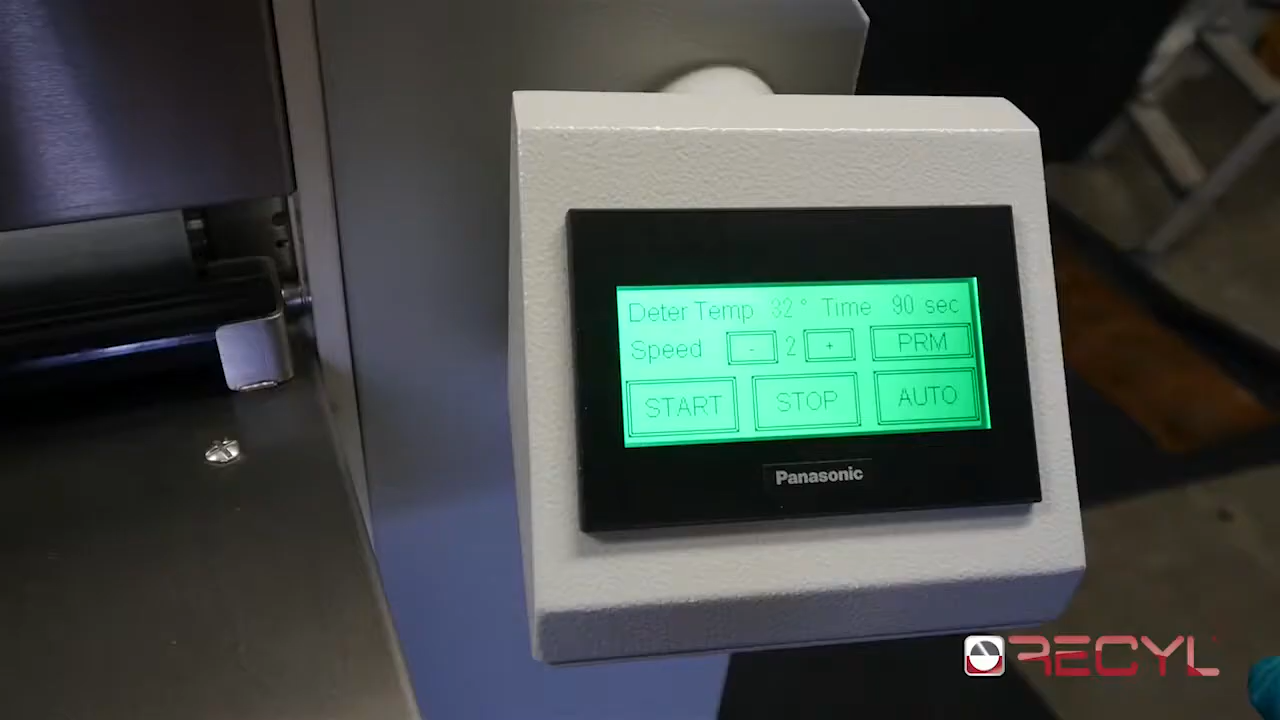 Deter Temp 32° Time 90 sec
Speed - 2 + PRM
START STOP AUTO
Panasonic
RECYL